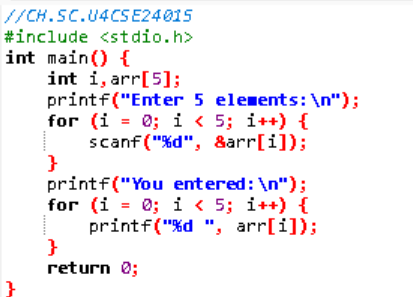 //CH.SC.U4CSE24015
#include <stdio.h>
int main() {
    int i,arr[5];
    printf("Enter 5 elements:\n");
    for (i = 0; i < 5; i++) {
        scanf("%d", &arr[i]);
    }
    printf("You entered:\n");
    for (i = 0; i < 5; i++) {
        printf("%d ", arr[i]);
    }
    return 0;
}